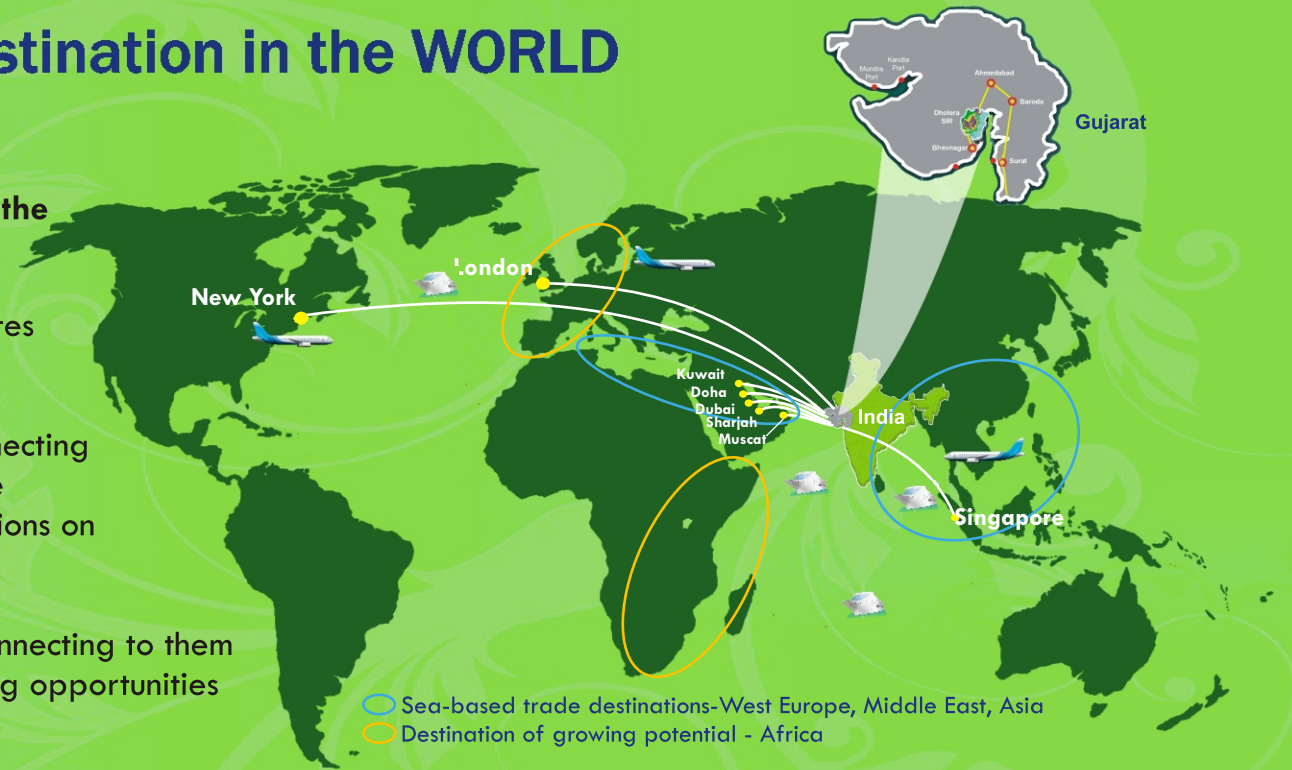 stination in the WORLD
Mundra
Port
Kandla
Port
Ahmedabad
Baroda
Dholera
SIR
Bhavnagar
Surat
Gujarat
the
London
New York
res
Kuwait
Doha
Dubai
Sharjah
Muscat
India
necting
e
ions on
Singapore
nnecting to them
g opportunities
Sea-based trade destinations-West Europe, Middle East, Asia
Destination of growing potential - Africa